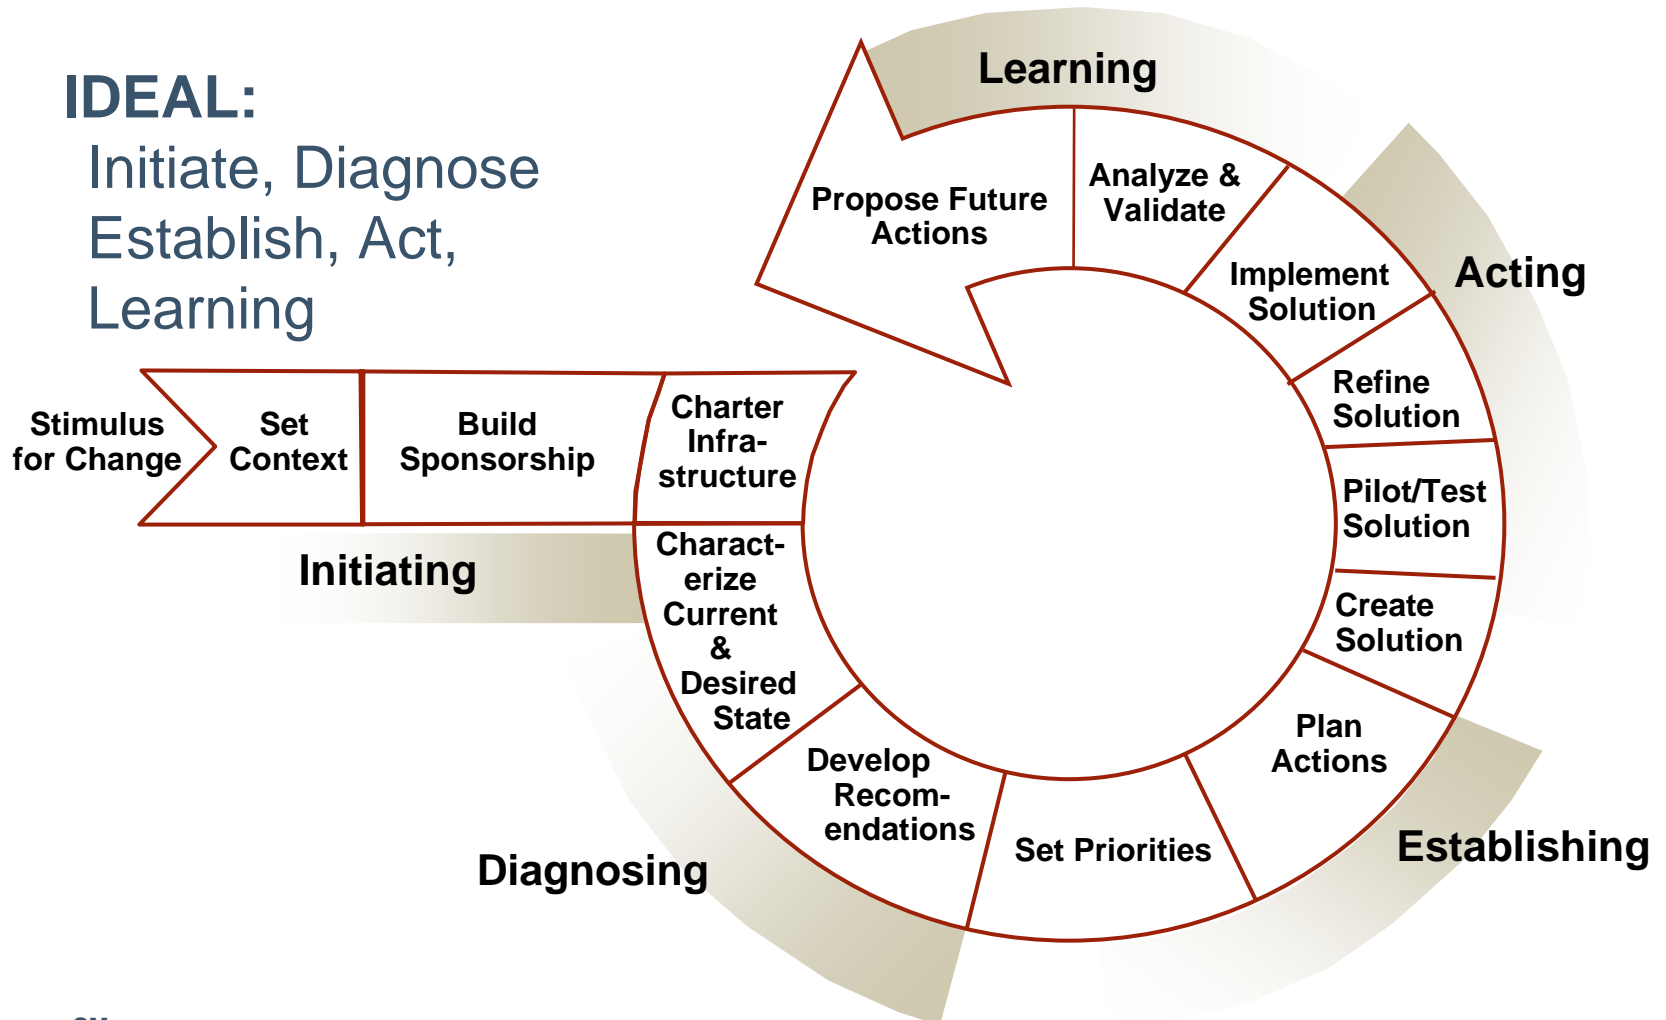 IDEAL:
Initiate, Diagnose
Establish, Act,
Learning
Stimulus
for Change
Set
Context
Build
Sponsorship
Charter
Infra-
structure
Initiating
Charact-
erize
Current
&
Desired
State
Develop
Recom-
endations
Diagnosing
Set Priorities
Plan
Actions
Establishing
Create
Solution
Pilot/Test
Solution
Refine
Solution
Implement
Solution
Acting
Analyze &
Validate
Propose Future
Actions
Learning